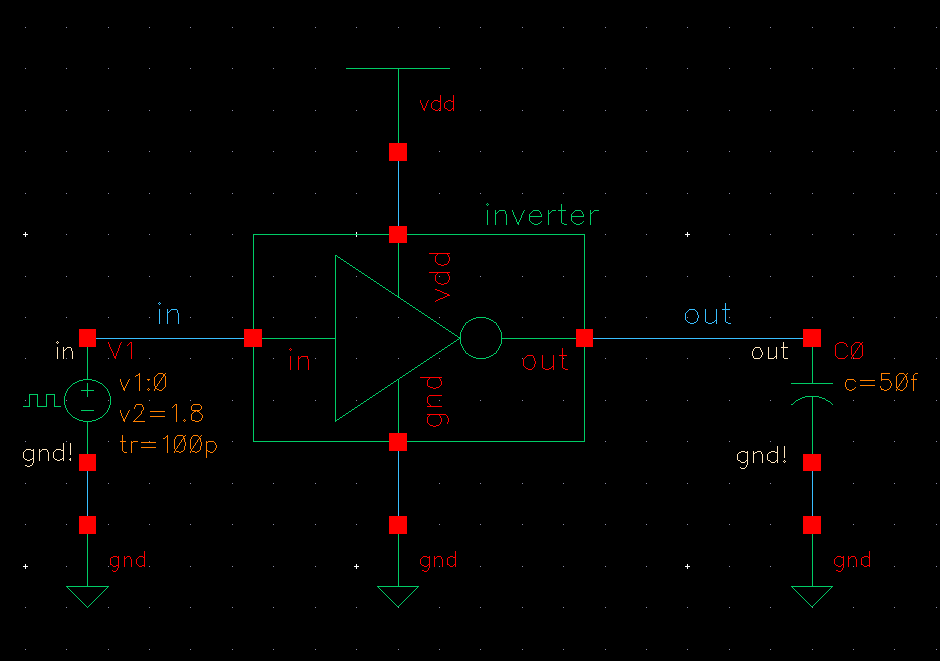 vdd
inverter
vdd
in
out
in
V1
in
out
out
C0
v1:0
v2=1.8
tr=100p
gnd
c=50f
gnd!
gnd!
gnd
gnd
gnd